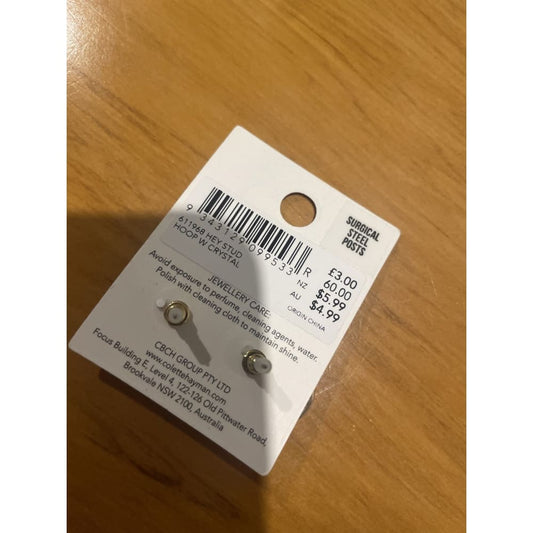 SURGICAL
STEEL
POSTS
9 343129 099533
611968 HEY STUD
HOOP W CRYSTAL
£3.00
R 60.00
NZ $5.99
AU $4.99
ORIGIN CHINA
JEWELLERY CARE:
Avoid exposure to perfume, cleaning agents, water.
Polish with cleaning cloth to maintain shine.
CBCH GROUP PTY LTD
www.colettehayman.com
Focus Building E, Level 4, 122-126 Old Pittwater Road,
Brookvale NSW 2100, Australia